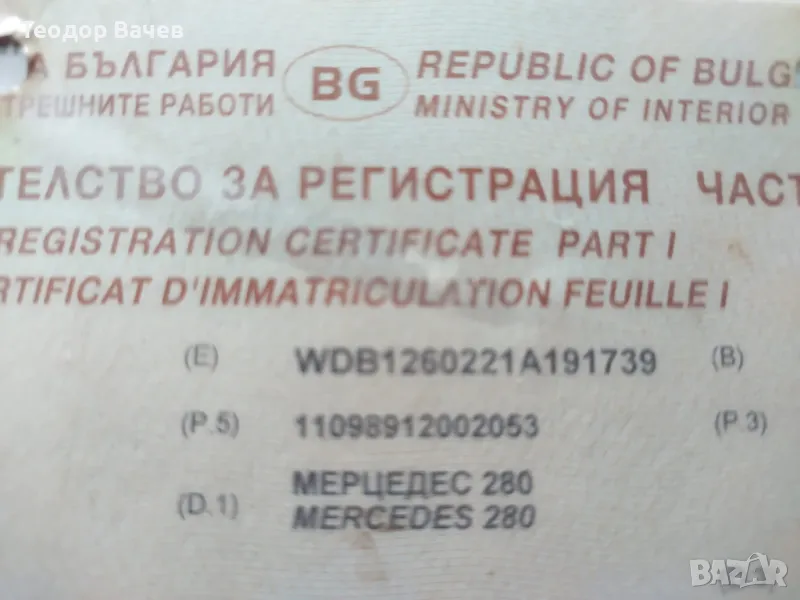 Теодор Вачев
А БЪЛГАРИЯ BG REPUBLIC OF BULG
ТРЕШНИТЕ РАБОТИ MINISTRY OF INTERIOR
ТЕЛСТВО ЗА РЕГИСТРАЦИЯ ЧАСТ
REGISTRATION CERTIFICATE PART I
RTIFICAT D'IMMATRICULATION FEUILLE I
(E) WDB1260221A191739 (B)
(P.5) 11098912002053 (P.3)
(D.1) МЕРЦЕДЕС 280
MERCEDES 280
BAZAR